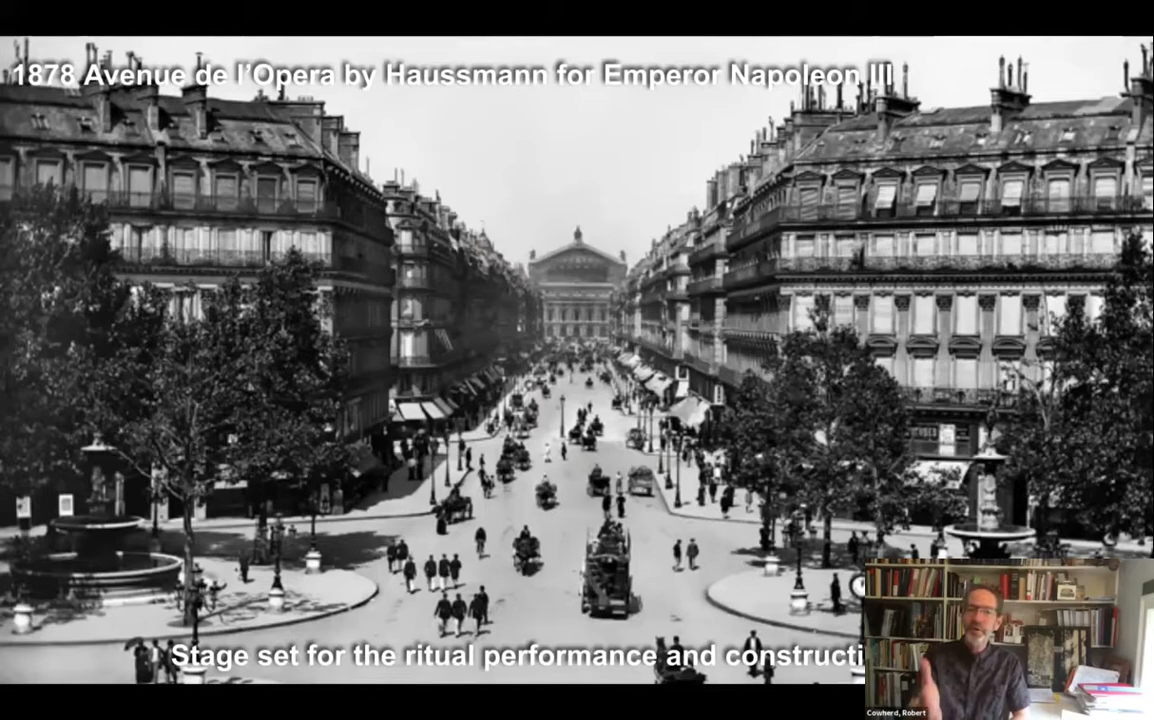 1878 Avenue de l'Opera by Haussmann for Emperor Napoleon III
Stage set for the ritual performance and constructi
Cowherd, Robert